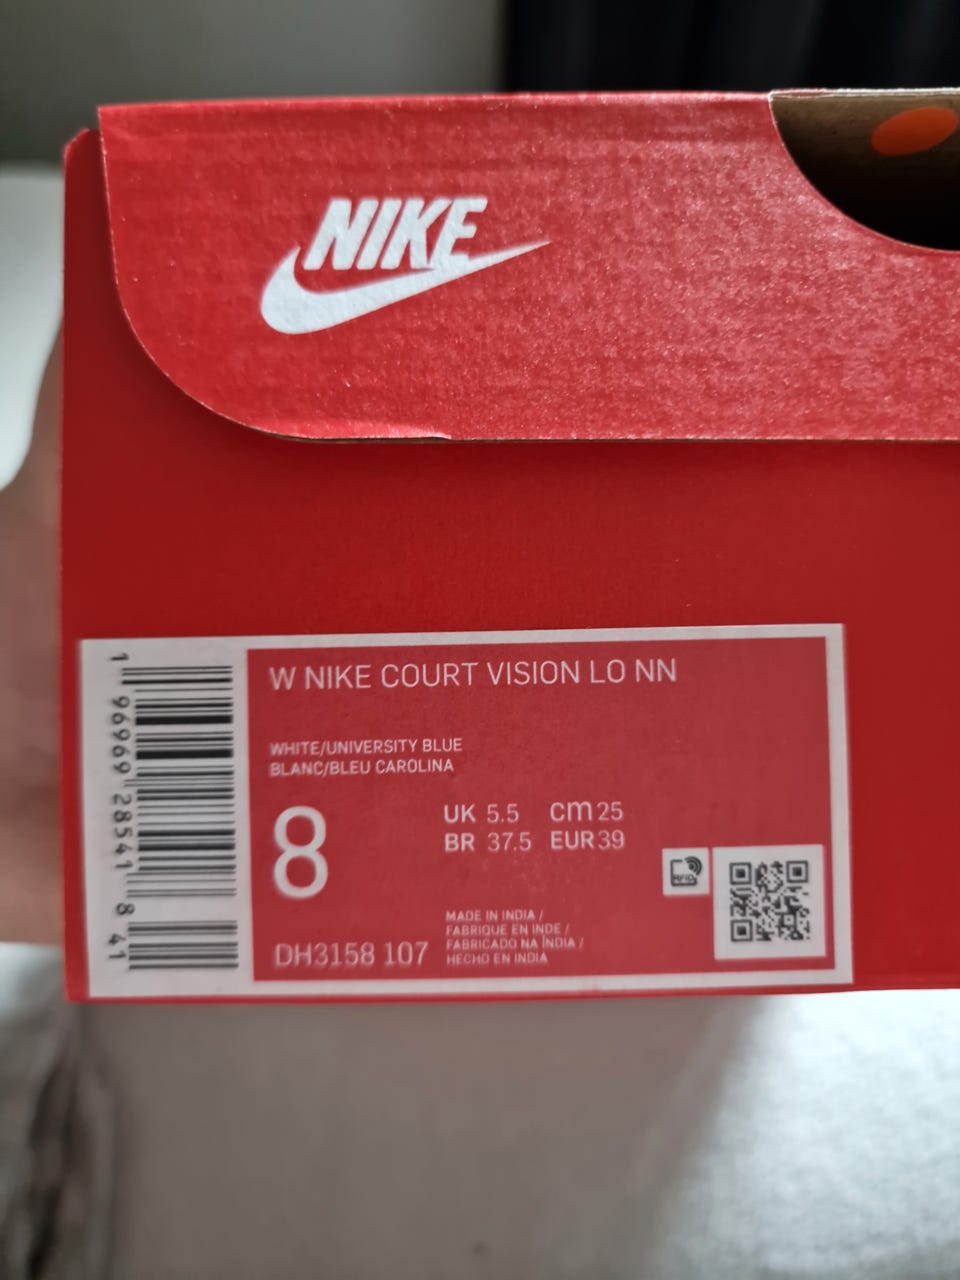 NIKE
W NIKE COURT VISION LO NN
WHITE/UNIVERSITY BLUE
BLANC/BLEU CAROLINA
8
UK 5.5 cm 25
BR 37.5 EUR 39
RFID
MADE IN INDIA /
FABRIQUE EN INDE /
FABRICADO NA ÍNDIA /
HECHO EN INDIA
DH3158 107
1 96969 28541 8 41